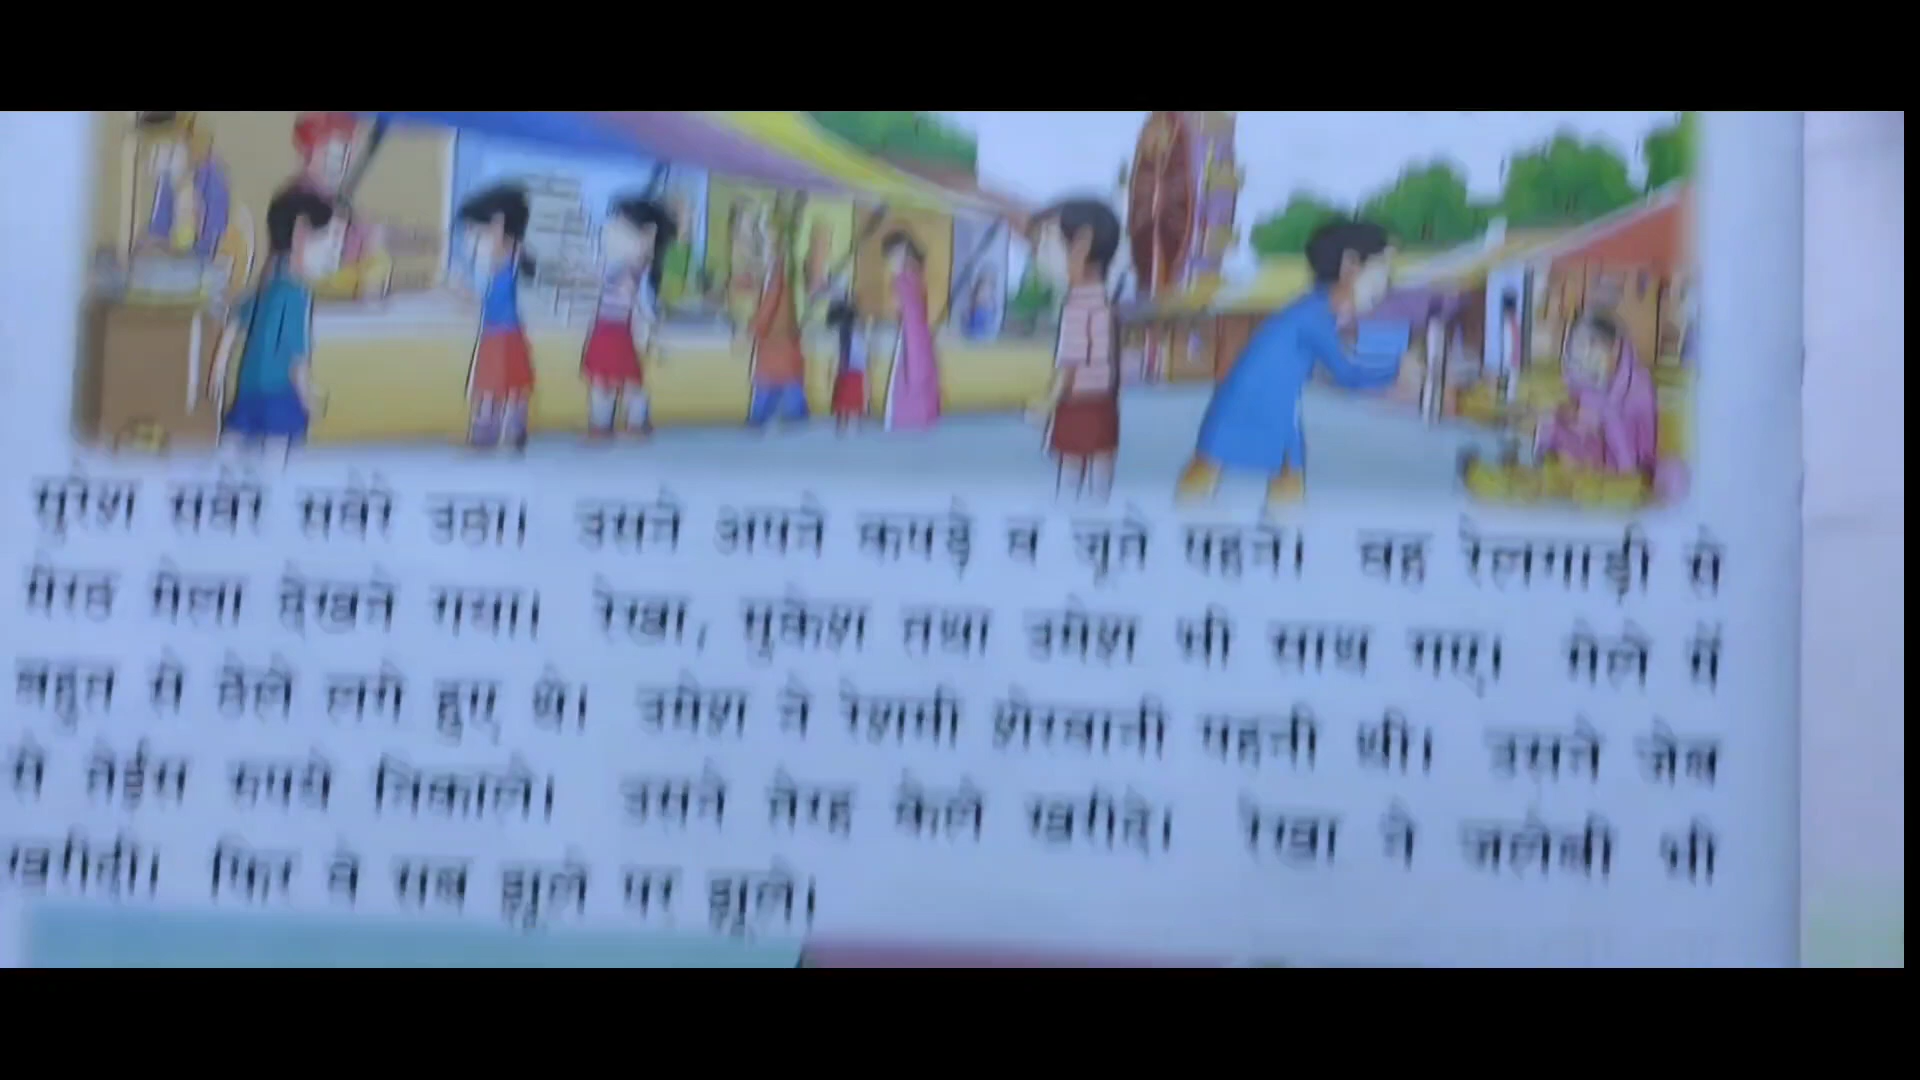 सुरेश सवेरे सवेरे उठा। उसने अपने कपड़े व जूते पहने। वह रेलगाड़ी से
मेरठ मेला देखने गया। रेखा, मुकेश तथा उमेश भी साथ गए। मेले में
बहुत से ठेले लगे हुए थे। उमेश ने रेशमी शेरवानी पहनी थी। उसने जेब
से तेईस रुपये निकाले। उसने तेरह केले खरीदे। रेखा ने जलेबी भी
खरीदी। फिर वे सब झूले पर झूले।